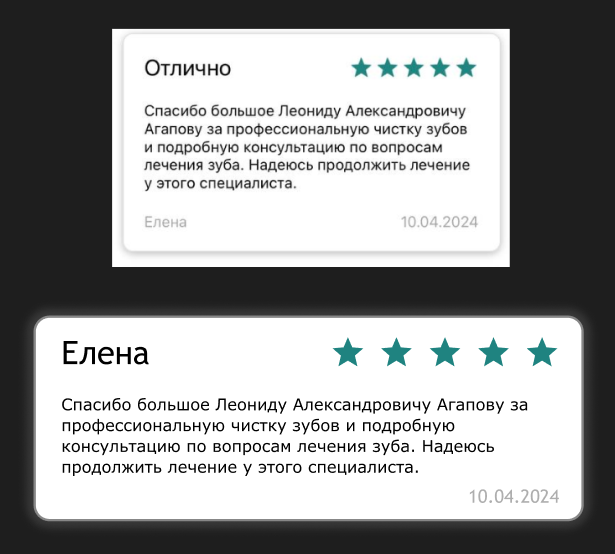 Отлично
Спасибо большое Леониду Александровичу
Агапову за профессиональную чистку зубов
и подробную консультацию по вопросам
лечения зуба. Надеюсь продолжить лечение
у этого специалиста.
Елена 10.04.2024
Елена
Спасибо большое Леониду Александровичу Агапову за
профессиональную чистку зубов и подробную
консультацию по вопросам лечения зуба. Надеюсь
продолжить лечение у этого специалиста.
10.04.2024